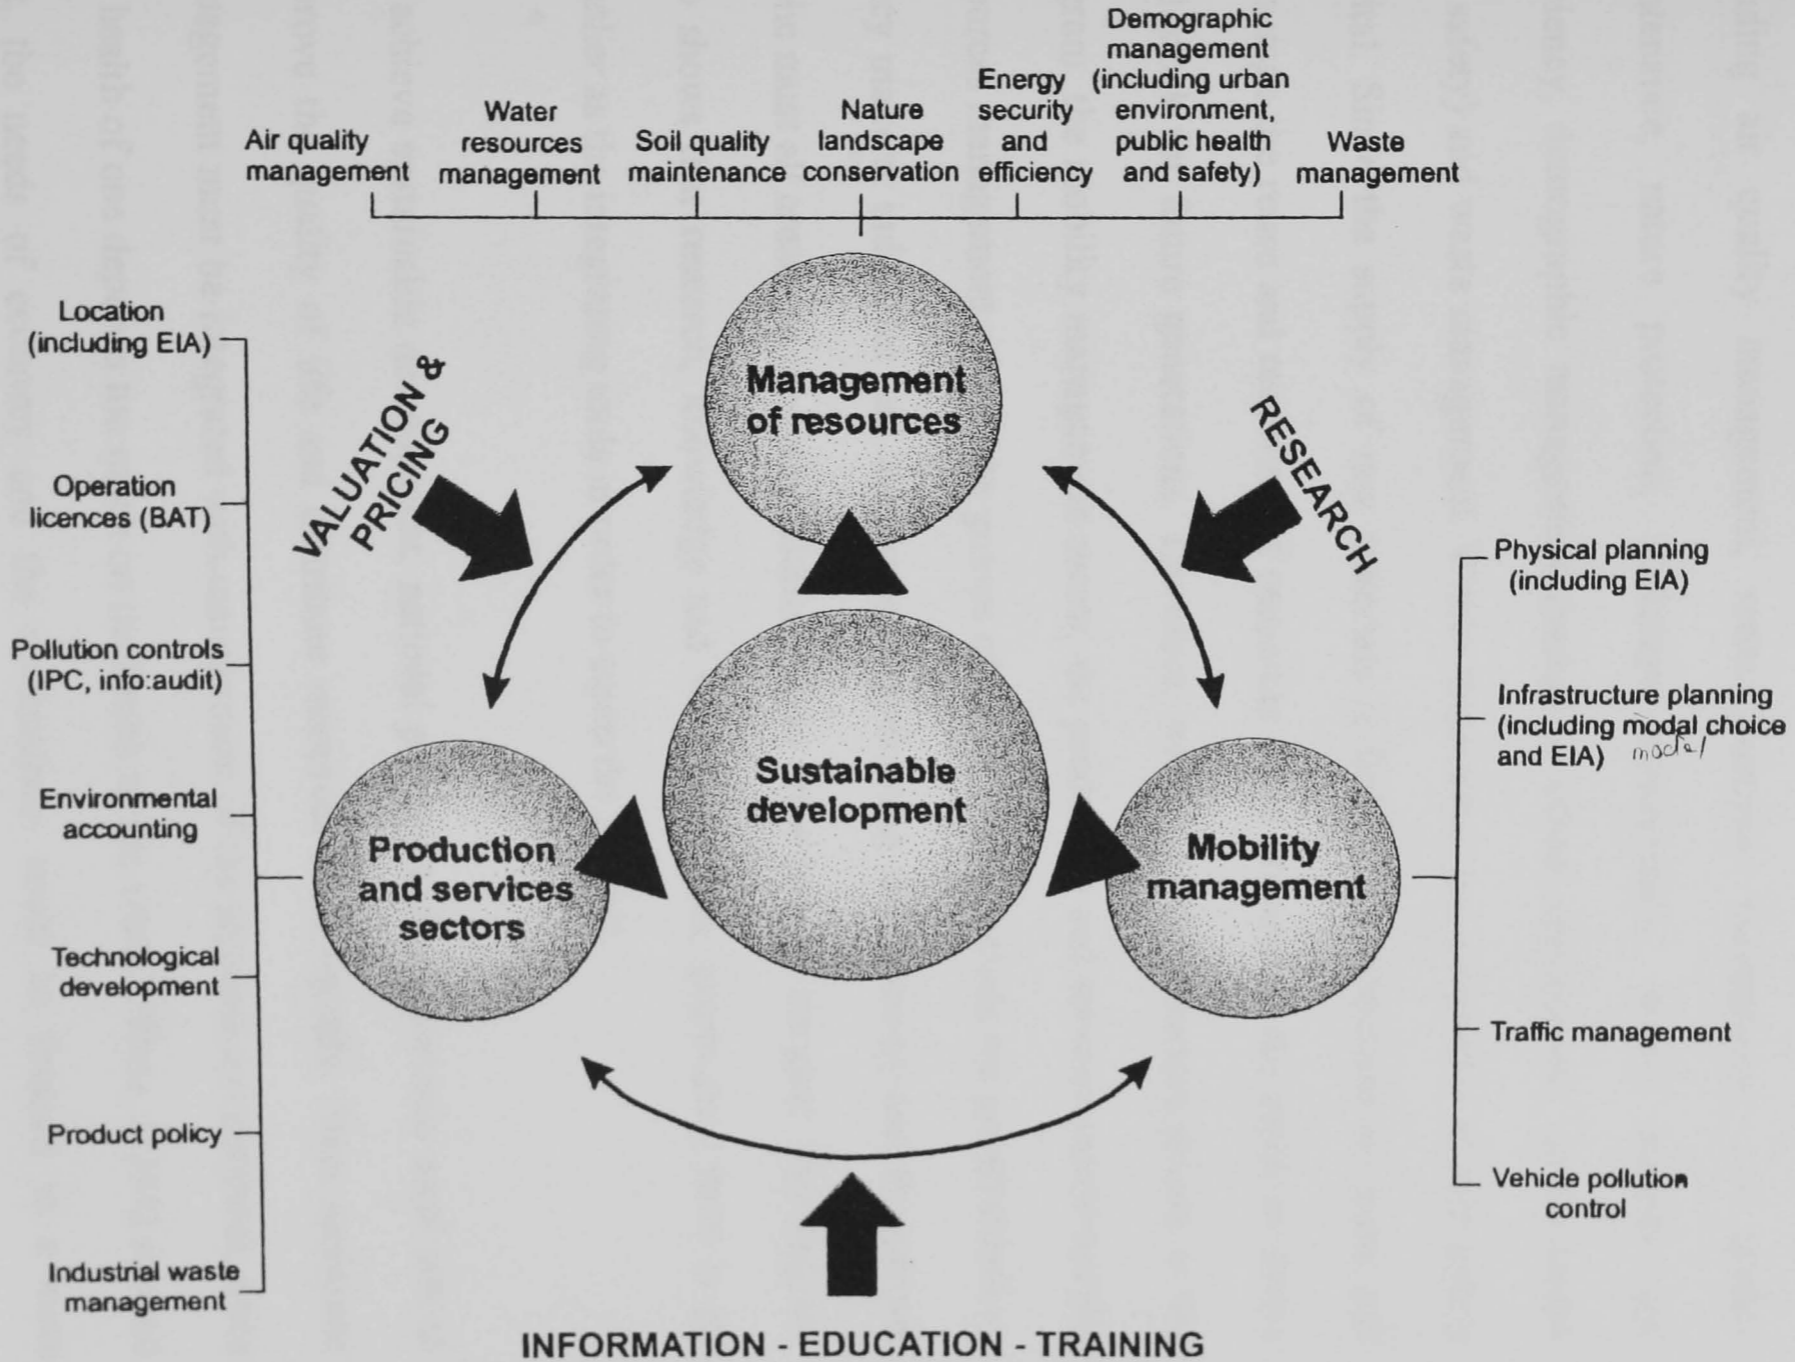 Demographic
management
(including urban
environment,
public health
and safety)
Energy
security
and
efficiency
Nature
landscape
conservation
Water
resources
management
Air quality
management
Soil quality
maintenance
Waste
management
Location
(including EIA)
Operation
licences (BAT)
Pollution controls
(IPC, info:audit)
Environmental
accounting
Technological
development
Product policy
Industrial waste
management
VALUATION &
PRICING
RESEARCH
Management
of resources
Sustainable
development
Production
and services
sectors
Mobility
management
Physical planning
(including EIA)
Infrastructure planning
(including modal choice
and EIA)
model
Traffic management
Vehicle pollution
control
INFORMATION - EDUCATION - TRAINING